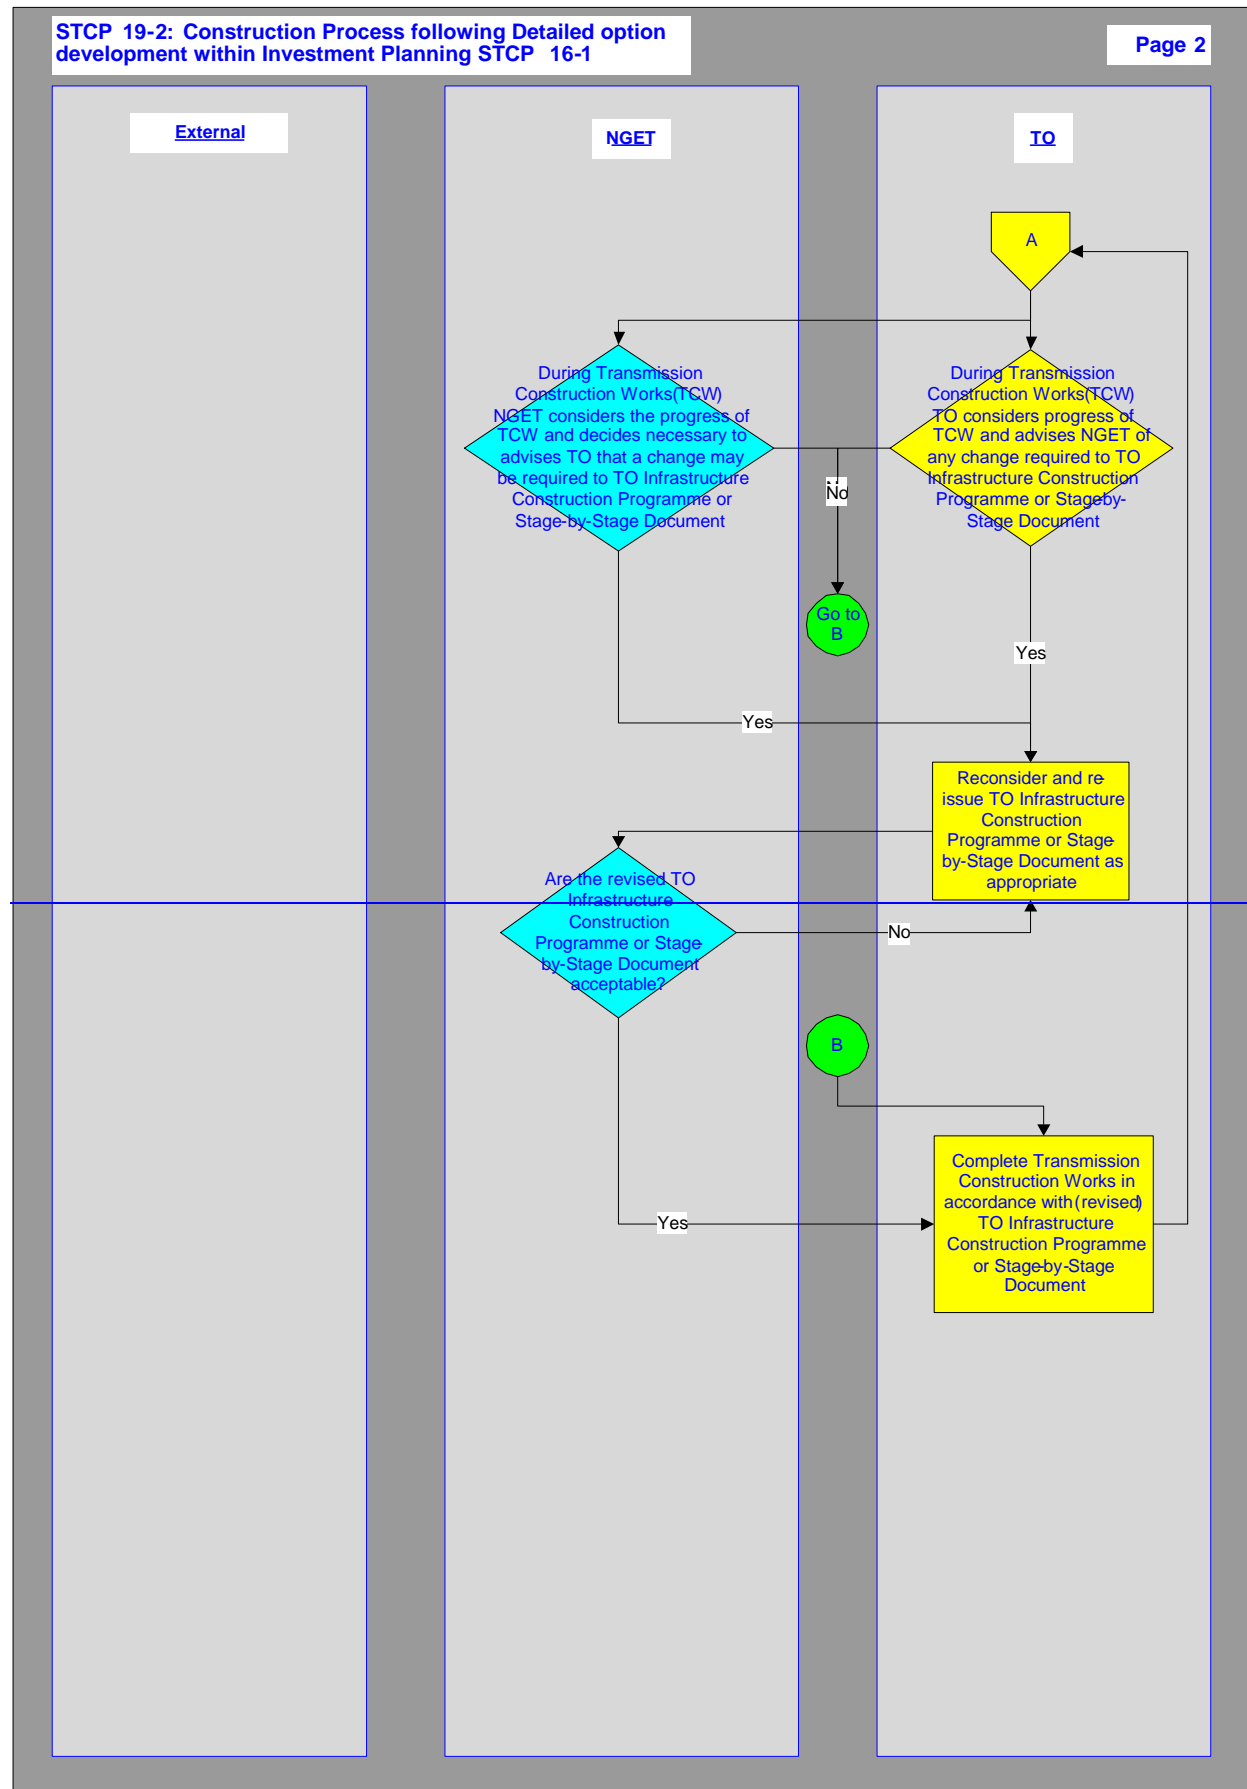 STCP 19-2: Construction Process following Detailed option
development within Investment Planning STCP 16-1
Page 2
External
NGET
TO
A
During Transmission
Construction Works(TCW)
NGET considers the progress of
TCW and decides necessary to
advises TO that a change may
be required to TO Infrastructure
Construction Programme or
Stage-by-Stage Document
During Transmission
Construction Works(TCW)
TO considers progress of
TCW and advises NGET of
any change required to TO
Infrastructure Construction
Programme or Stageby-
Stage Document
No
Go to
B
Yes
Yes
Reconsider and re-
issue TO Infrastructure
Construction
Programme or Stage-
by-Stage Document as
appropriate
Are the revised TO
Infrastructure
Construction
Programme or Stage-
by-Stage Document
acceptable?
No
B
Complete Transmission
Construction Works in
accordance with (revised)
TO Infrastructure
Construction Programme
or Stage-by-Stage
Document
Yes